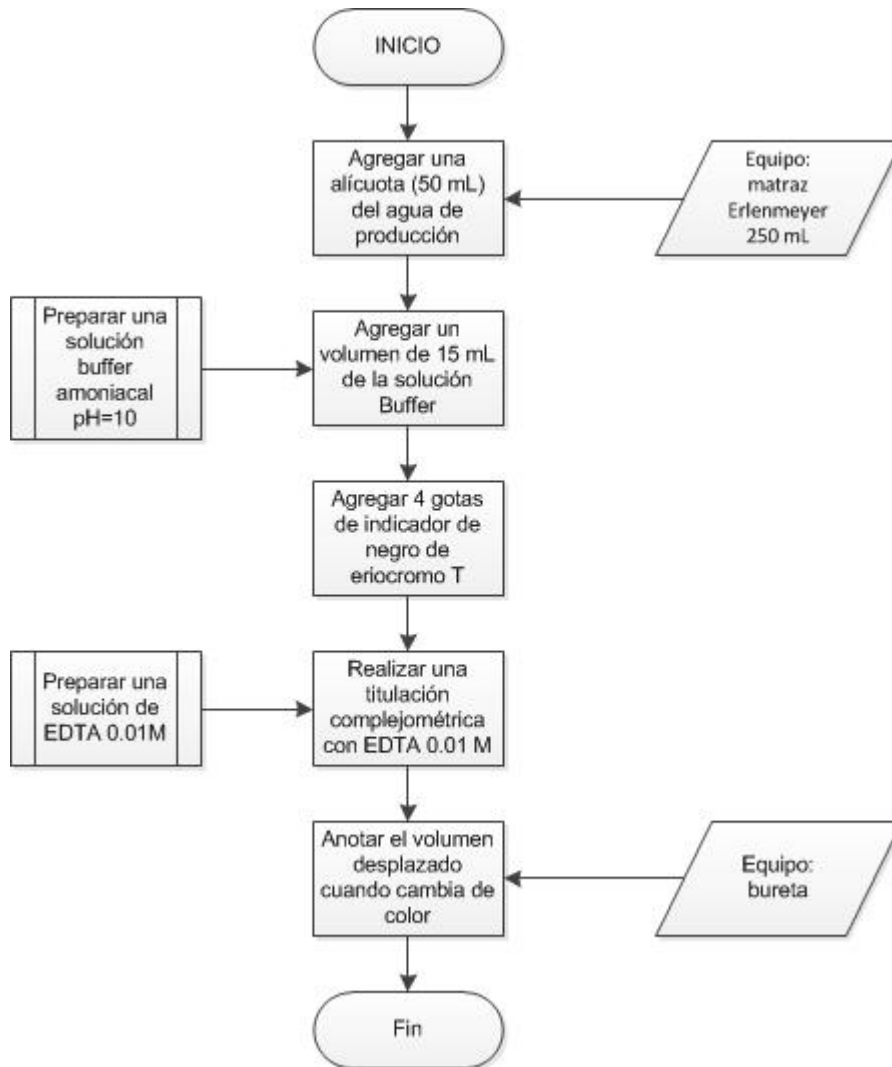 INICIO
Agregar una
alícuota (50 mL)
del agua de
producción
Equipo:
matraz
Erlenmeyer
250 mL
Preparar una
solución
buffer
amoniacal
pH=10
Agregar un
volumen de 15 mL
de la solución
Buffer
Agregar 4 gotas
de indicador de
negro de
eriocromo T
Preparar una
solución de
EDTA 0.01M
Realizar una
titulación
complejométrica
con EDTA 0.01 M
Anotar el volumen
desplazado
cuando cambia de
color
Equipo:
bureta
Fin